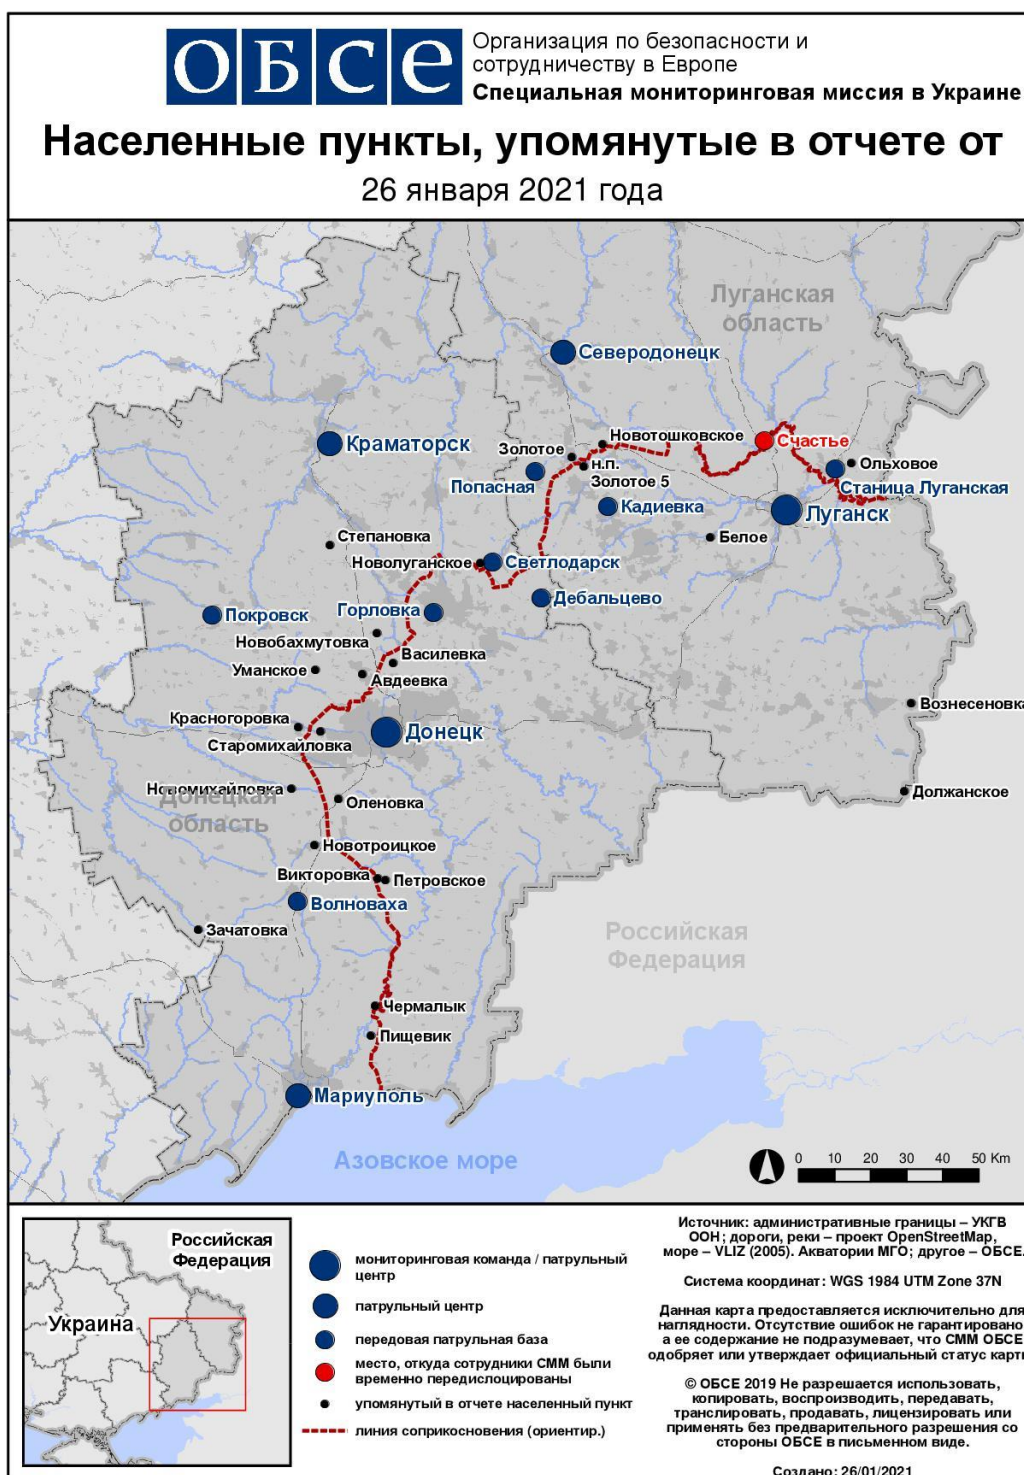 ОБСЕ
Организация по безопасности и
сотрудничеству в Европе
Специальная мониторинговая миссия в Украине
Населенные пункты, упомянутые в отчете от
26 января 2021 года
Луганская
область
Северодонецк
Краматорск
Новотошковское
Счастье
Золотое
н.п.
Золотое 5
Ольховое
Попасная
Станица Луганская
Кадиевка
Луганск
Степановка
Белое
Новолуганское
Светлодарск
Дебальцево
Покровск
Горловка
Новобахмутовка
Василевка
Уманское
Авдеевка
Вознесеновка
Красногоровка
Донецк
Старомихайловка
Новомихайловка
Донецкая
область
Оленовка
Должанское
Новотроицкое
Викторовка
Петровское
Волноваха
Зачатовка
Российская
Федерация
Чермалык
Пищевик
Мариуполь
Азовское море
0 10 20 30 40 50 Km
Российская
Федерация
Украина
мониторинговая команда / патрульный
центр
патрульный центр
передовая патрульная база
место, откуда сотрудники СММ были
временно передислоцированы
упомянутый в отчете населенный пункт
линия соприкосновения (ориентир.)
Источник: административные границы – УКГВ
ООН; дороги, реки – проект OpenStreetMap,
море – VLIZ (2005). Акватории МГО; другое – ОБСЕ.
Система координат: WGS 1984 UTM Zone 37N
Данная карта предоставляется исключительно для
наглядности. Отсутствие ошибок не гарантировано
а ее содержание не подразумевает, что СММ ОБСЕ
одобряет или утверждает официальный статус карт
© ОБСЕ 2019 Не разрешается использовать,
копировать, воспроизводить, передавать,
транслировать, продавать, лицензировать или
применять без предварительного разрешения со
стороны ОБСЕ в письменном виде.
Создано: 26/01/2021